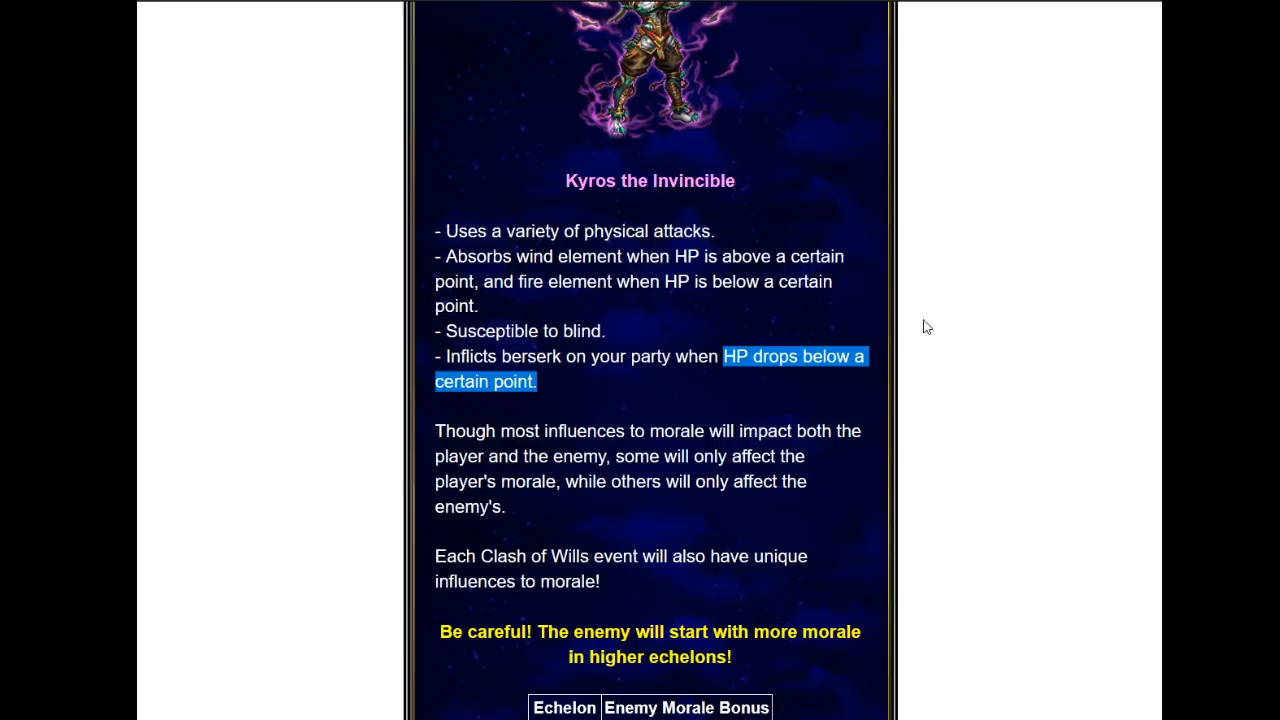 Kyros the Invincible
- Uses a variety of physical attacks.
- Absorbs wind element when HP is above a certain
point, and fire element when HP is below a certain
point.
- Susceptible to blind.
- Inflicts berserk on your party when HP drops below a
certain point.
Though most influences to morale will impact both the
player and the enemy, some will only affect the
player's morale, while others will only affect the
enemy's.
Each Clash of Wills event will also have unique
influences to morale!
Be careful! The enemy will start with more morale
in higher echelons!
Echelon Enemy Morale Bonus